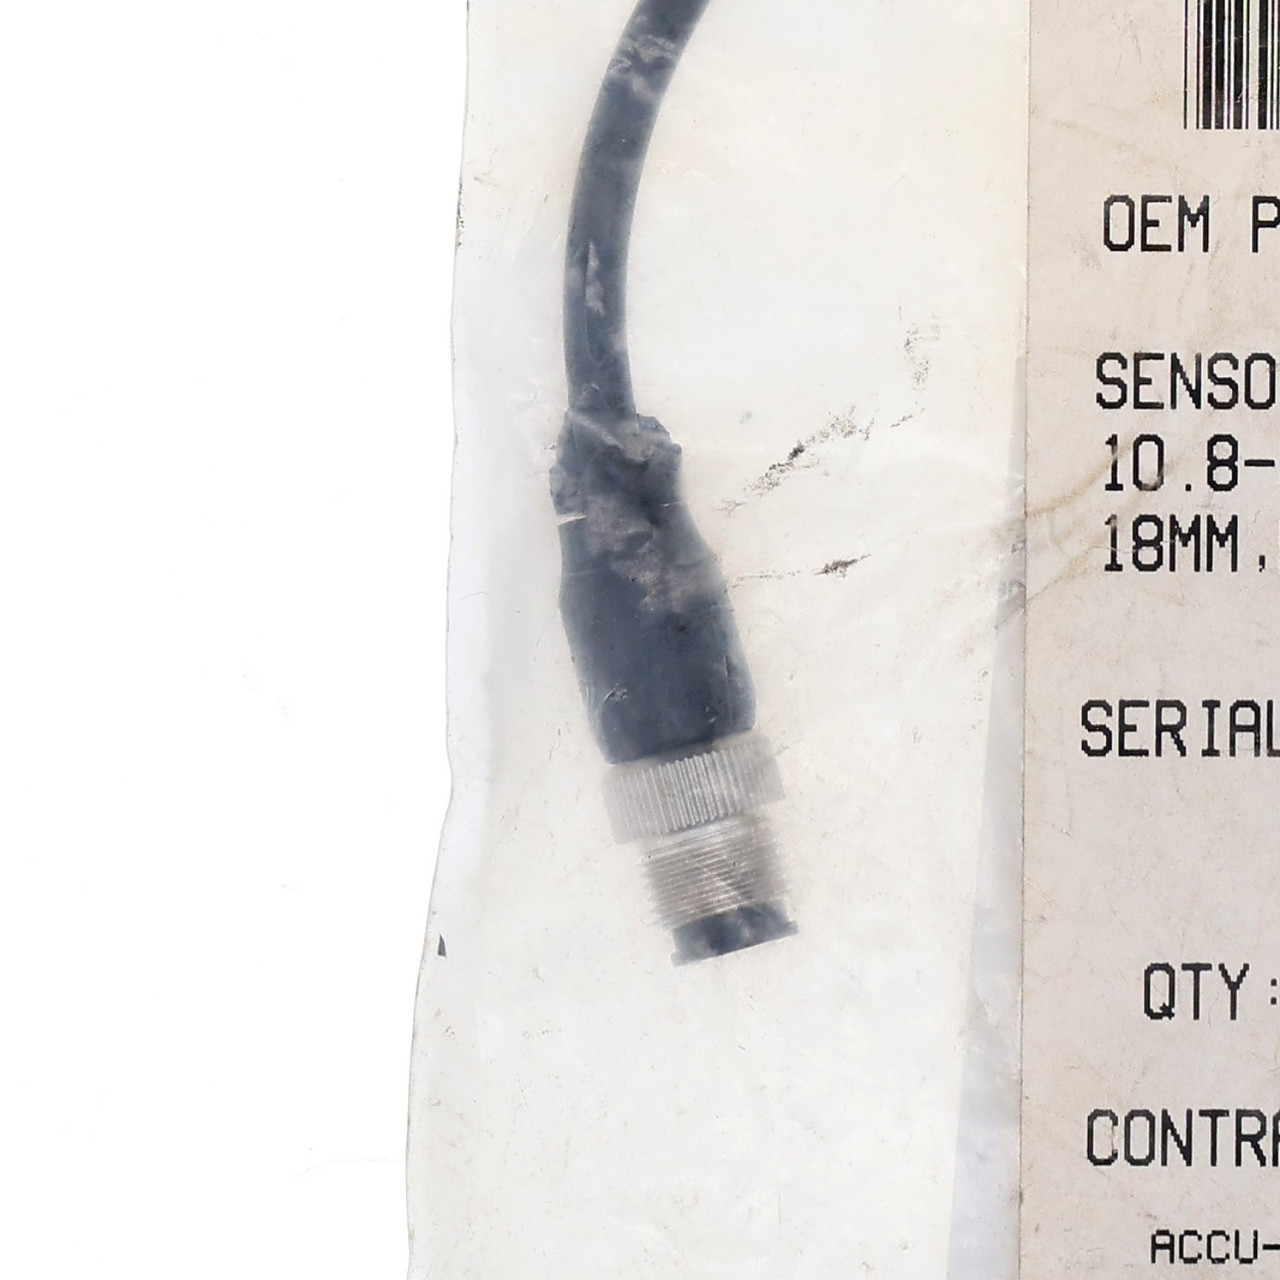 OEM P
SENSO
10.8-
18MM,
SERIAL
QTY:
CONTRA
ACCU-